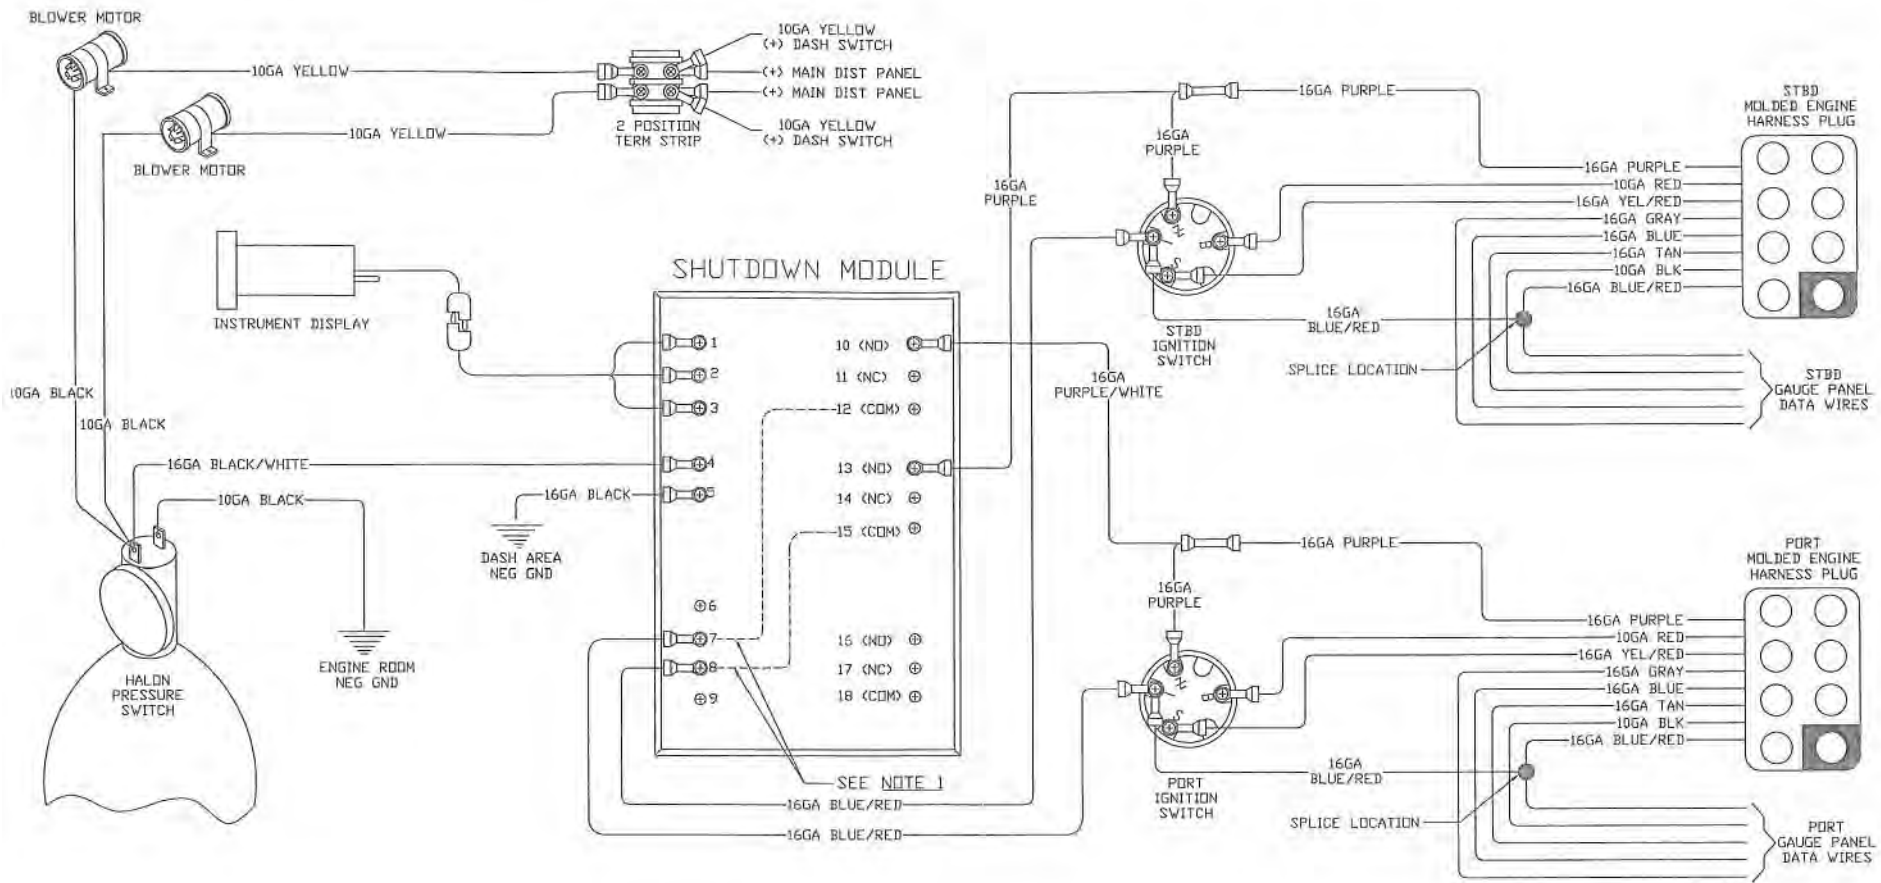 BLOWER MOTOR
10GA YELLOW
10GA YELLOW
(+) DASH SWITCH
(+) MAIN DIST PANEL
(+) MAIN DIST PANEL
10GA YELLOW
(+) DASH SWITCH
2 POSITION
TERM STRIP
10GA YELLOW
BLOWER MOTOR
INSTRUMENT DISPLAY
10GA BLACK
10GA BLACK
16GA BLACK/WHITE
10GA BLACK
16GA BLACK
DASH AREA
NEG GND
ENGINE ROOM
NEG GND
HALON
PRESSURE
SWITCH
SHUTDOWN MODULE
1
2
3
4
5
6
7
8
9
10 (NO)
11 (NC)
12 (COM)
13 (NO)
14 (NC)
15 (COM)
16 (NO)
17 (NC)
18 (COM)
SEE NOTE 1
16GA BLUE/RED
16GA BLUE/RED
16GA
PURPLE
16GA
PURPLE/WHITE
16GA PURPLE
16GA
PURPLE
I
B
S
STBD
IGNITION
SWITCH
16GA
BLUE/RED
SPLICE LOCATION
STBD
MOLDED ENGINE
HARNESS PLUG
16GA PURPLE
10GA RED
16GA YEL/RED
16GA GRAY
16GA BLUE
16GA TAN
10GA BLK
16GA BLUE/RED
STBD
GAUGE PANEL
DATA WIRES
16GA PURPLE
16GA
PURPLE
I
B
S
PORT
IGNITION
SWITCH
16GA
BLUE/RED
SPLICE LOCATION
PORT
MOLDED ENGINE
HARNESS PLUG
16GA PURPLE
10GA RED
16GA YEL/RED
16GA GRAY
16GA BLUE
16GA TAN
10GA BLK
16GA BLUE/RED
PORT
GAUGE PANEL
DATA WIRES